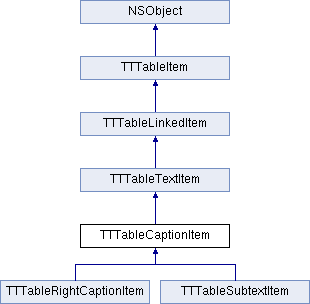 NSObject
TTTableItem
TTTableLinkedItem
TTTableTextItem
TTTableCaptionItem
TTTableRightCaptionItem
TTTableSubtextItem